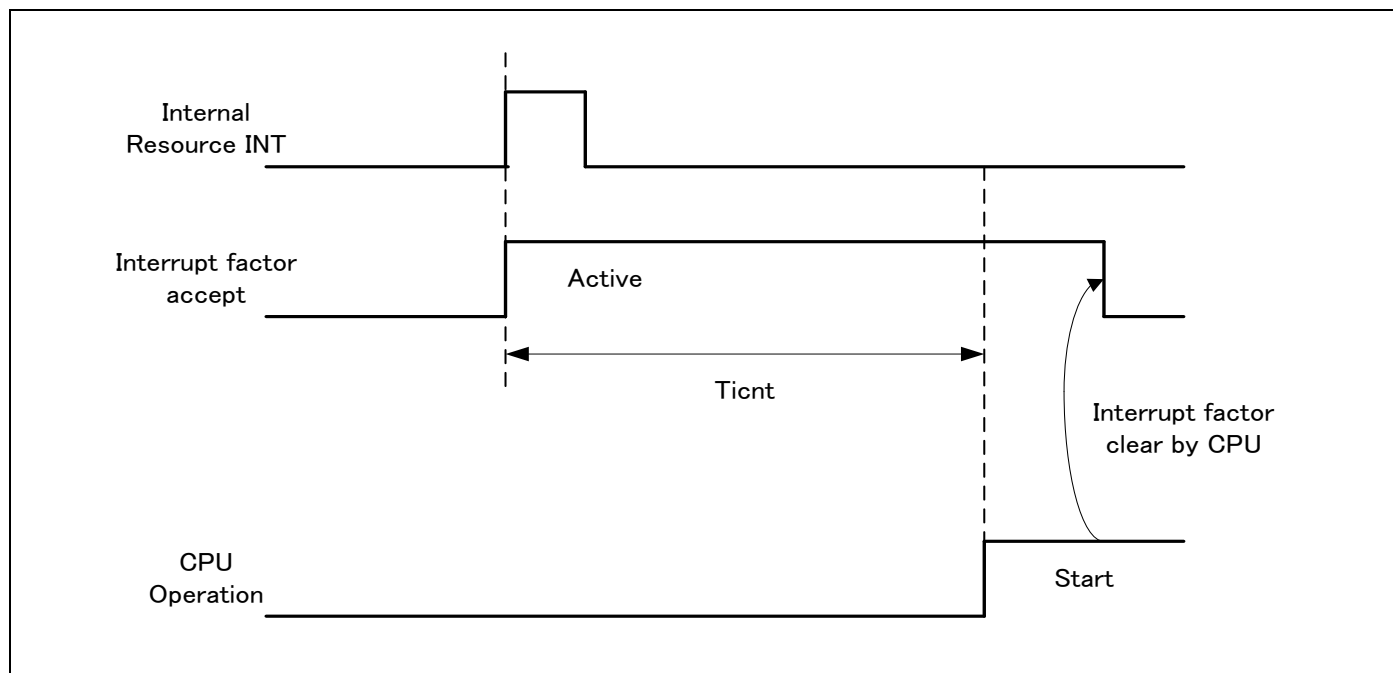 Internal
Resource INT
Interrupt factor
accept
Active
Ticnt
Interrupt factor
clear by CPU
CPU
Operation
Start